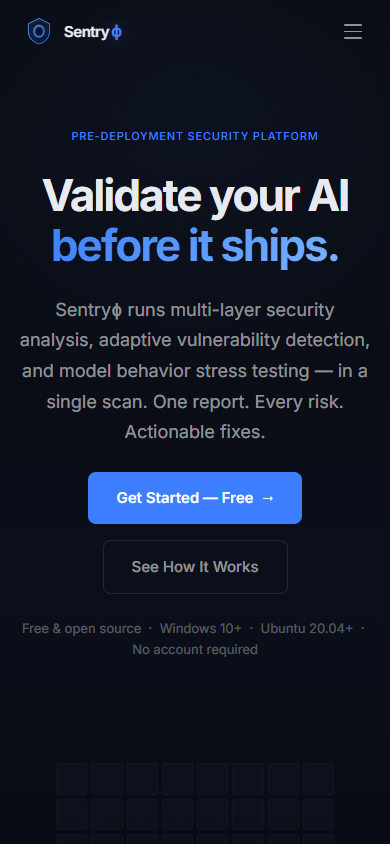 Sentryϕ
PRE-DEPLOYMENT SECURITY PLATFORM
Validate your AI
before it ships.
Sentryϕ runs multi-layer security
analysis, adaptive vulnerability detection,
and model behavior stress testing — in a
single scan. One report. Every risk.
Actionable fixes.
Get Started — Free →
See How It Works
Free & open source · Windows 10+ · Ubuntu 20.04+ ·
No account required